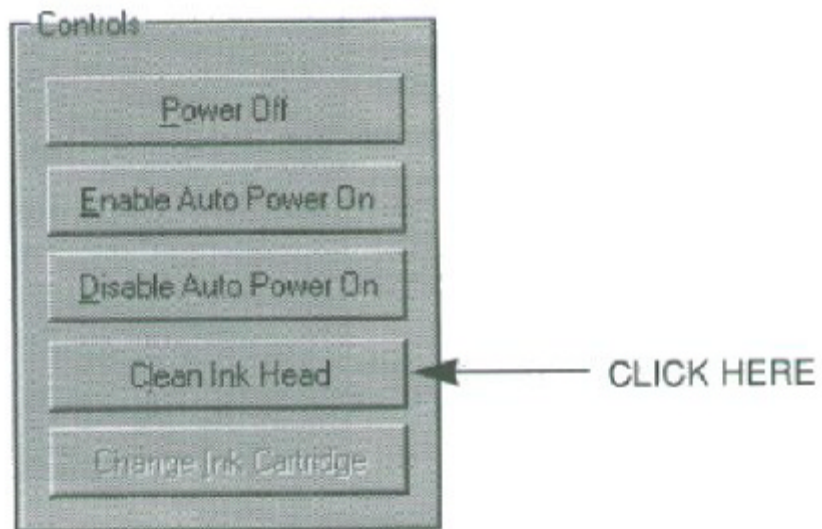 Controls
Power Off
Enable Auto Power On
Disable Auto Power On
Clean Ink Head
CLICK HERE
Change Ink Cartridge